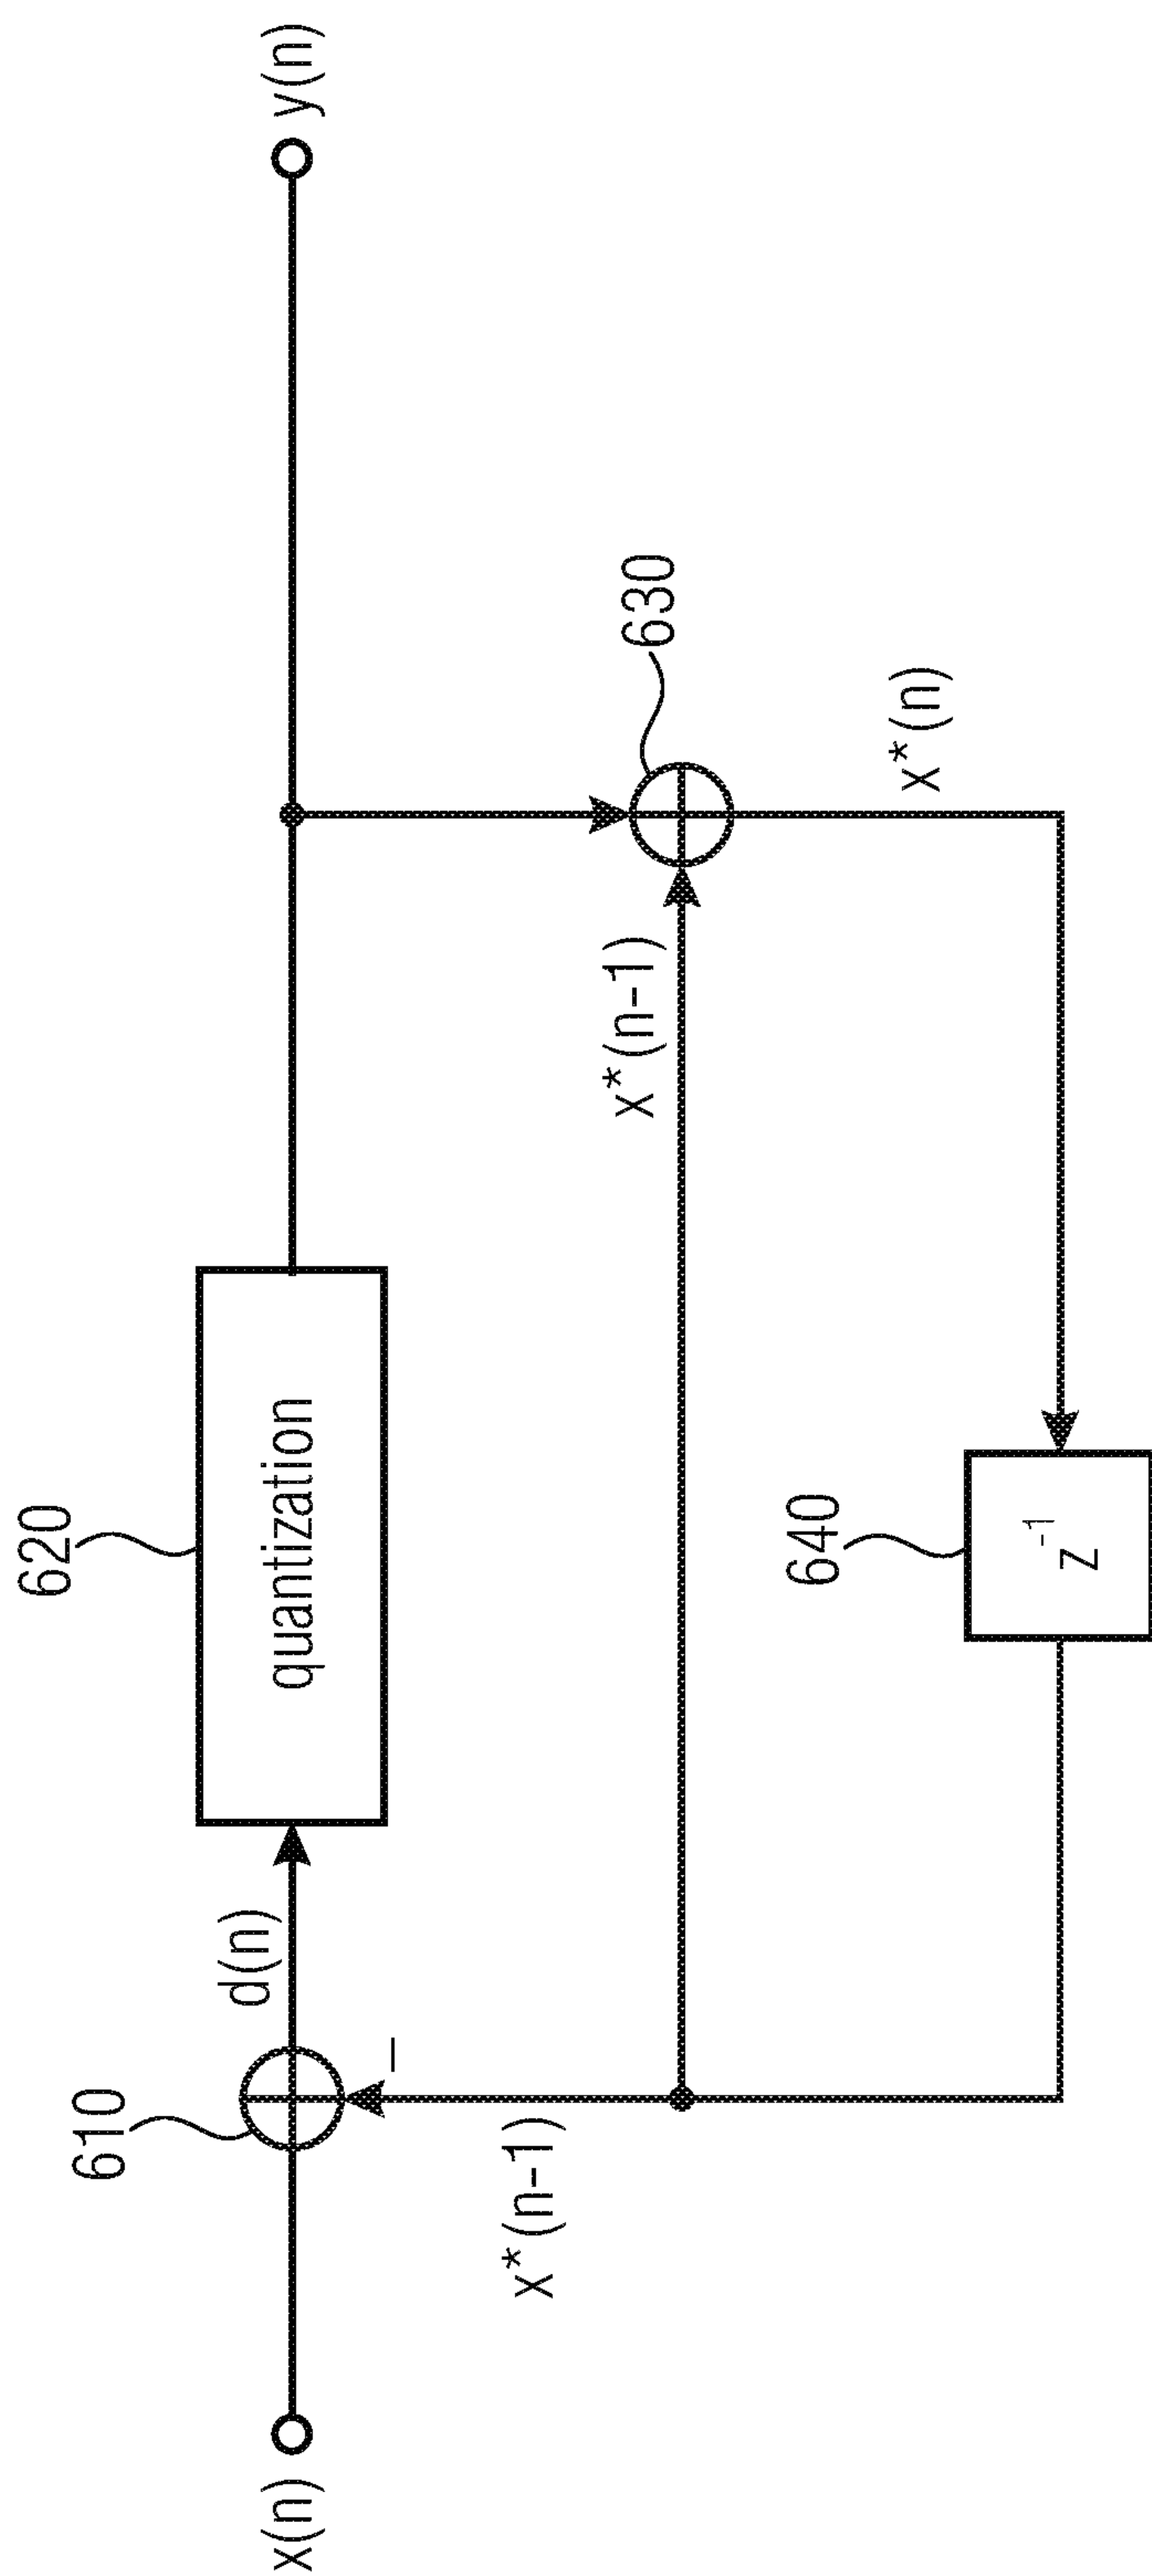 620
610
d(n)
x(n)
quantization
y(n)
x*(n-1)
x*(n-1)
630
640
z-1
x*(n)